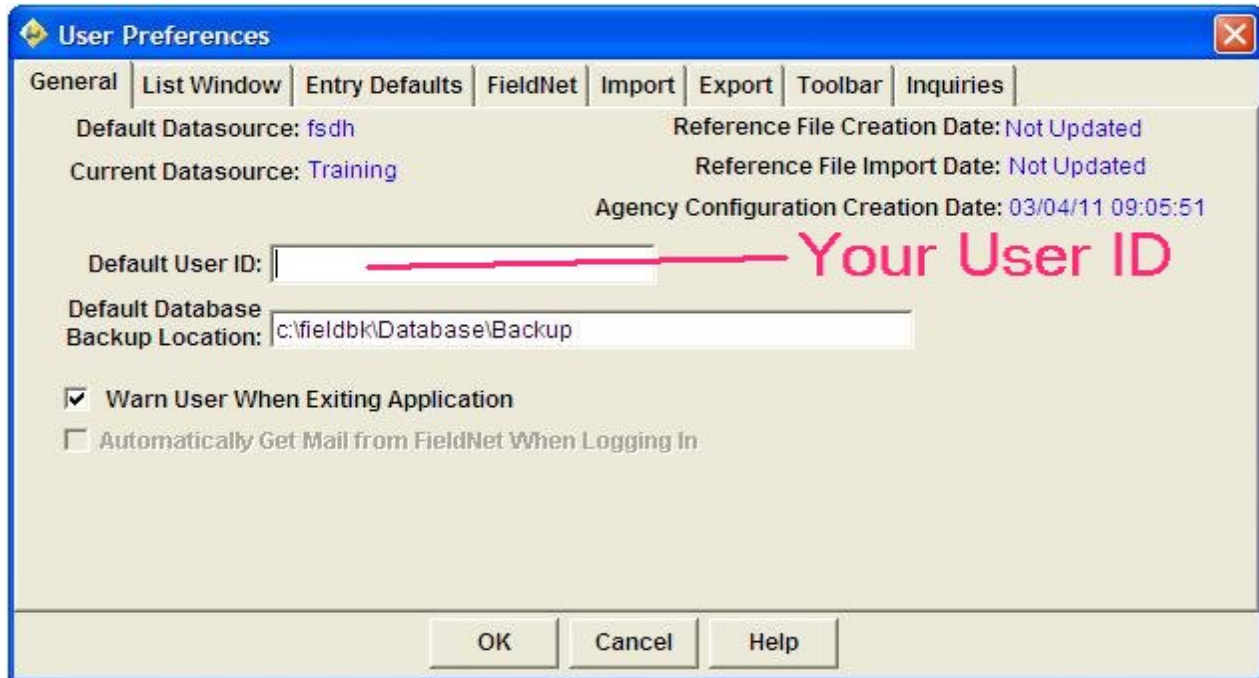 User Preferences
General List Window Entry Defaults FieldNet Import Export Toolbar Inquiries
Default Datasource: fsdh Reference File Creation Date: Not Updated
Current Datasource: Training Reference File Import Date: Not Updated
Agency Configuration Creation Date: 03/04/11 09:05:51
Default User ID: Your User ID
Default Database
Backup Location: c:\fieldbk\Database\Backup
Warn User When Exiting Application
Automatically Get Mail from FieldNet When Logging In
OK Cancel Help